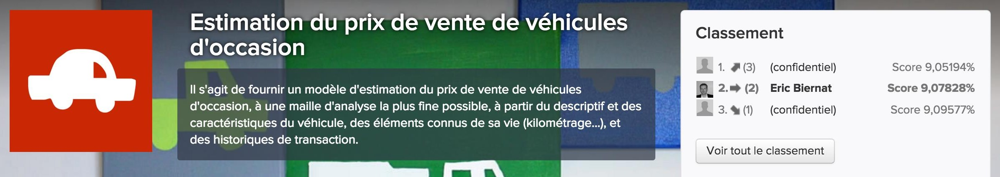 Estimation du prix de vente de véhicules
d'occasion
Il s'agit de fournir un modèle d'estimation du prix de vente de véhicules
d'occasion, à une maille d'analyse la plus fine possible, à partir du descriptif et des
caractéristiques du véhicule, des éléments connus de sa vie (kilométrage...), et
des historiques de transaction.
Classement
1. (3) (confidentiel) Score 9,05194%
2. (2) Eric Biernat Score 9,07828%
3. (1) (confidentiel) Score 9,09577%
Voir tout le classement